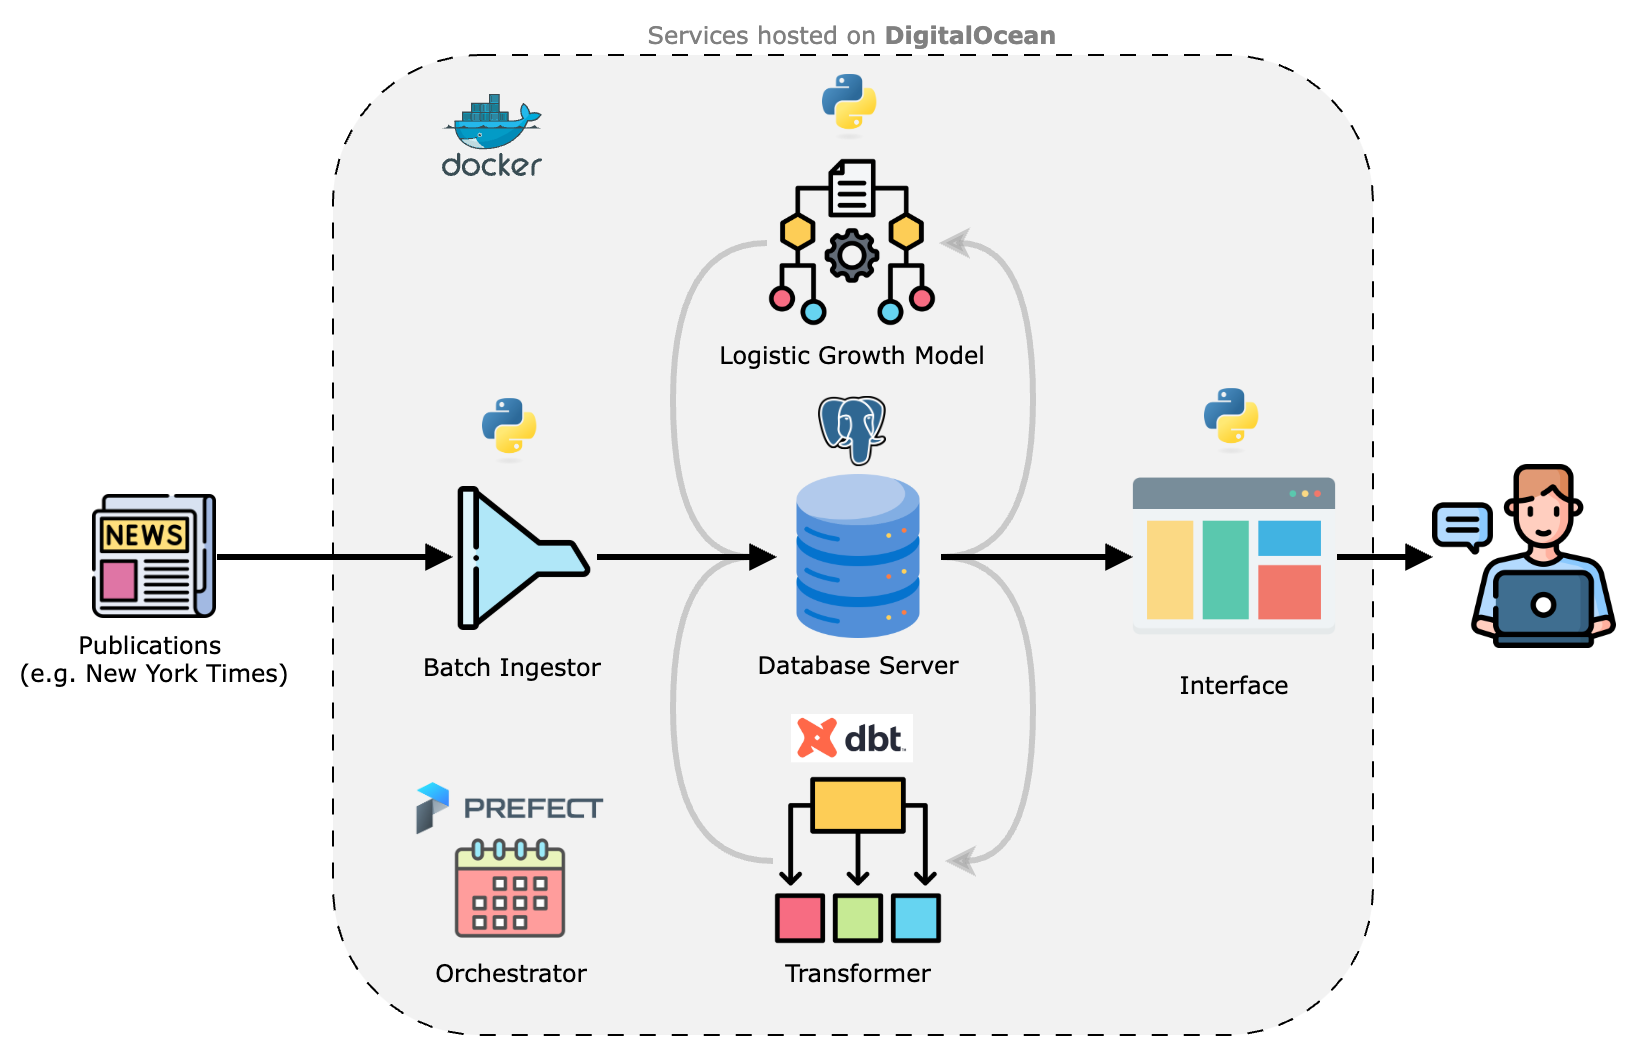 Services hosted on DigitalOcean
docker
Logistic Growth Model
NEWS
Publications
(e.g. New York Times)
Batch Ingestor
Database Server
Interface
dbt
PREFECT
Orchestrator
Transformer